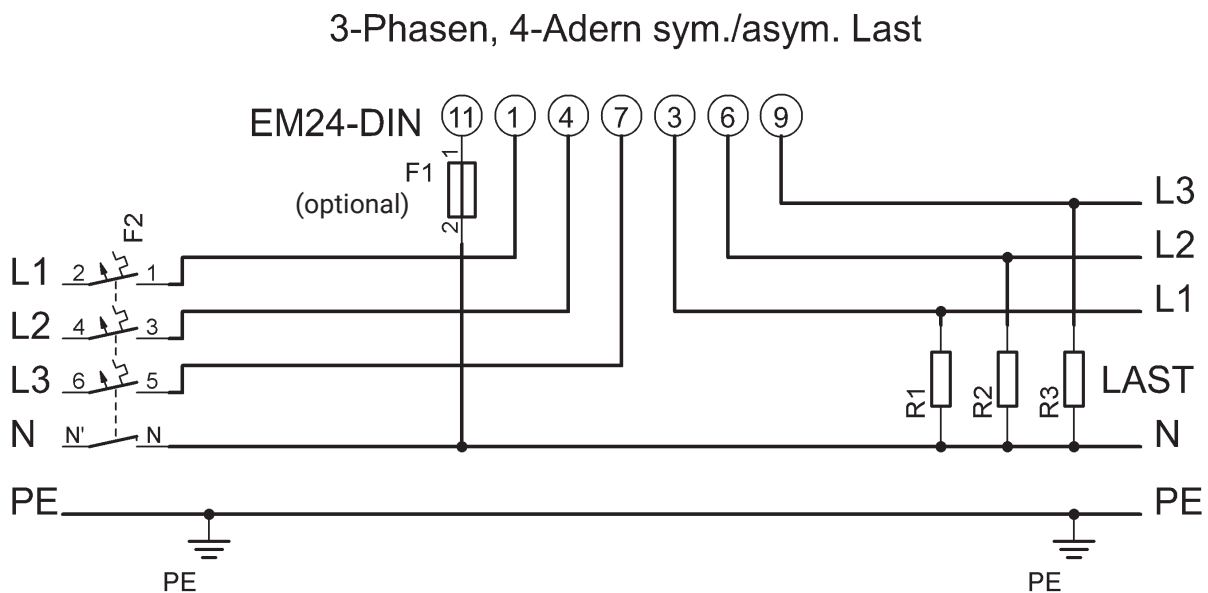 3-Phasen, 4-Adern sym./asym. Last
EM24-DIN 11 1 4 7 3 6 9
1
F1
(optional)
2
L3
F2
L2
L1 2 1
L1
L2 4 3
L3 6 5
R1 R2 R3 LAST
N N' N N
PE PE
PE PE